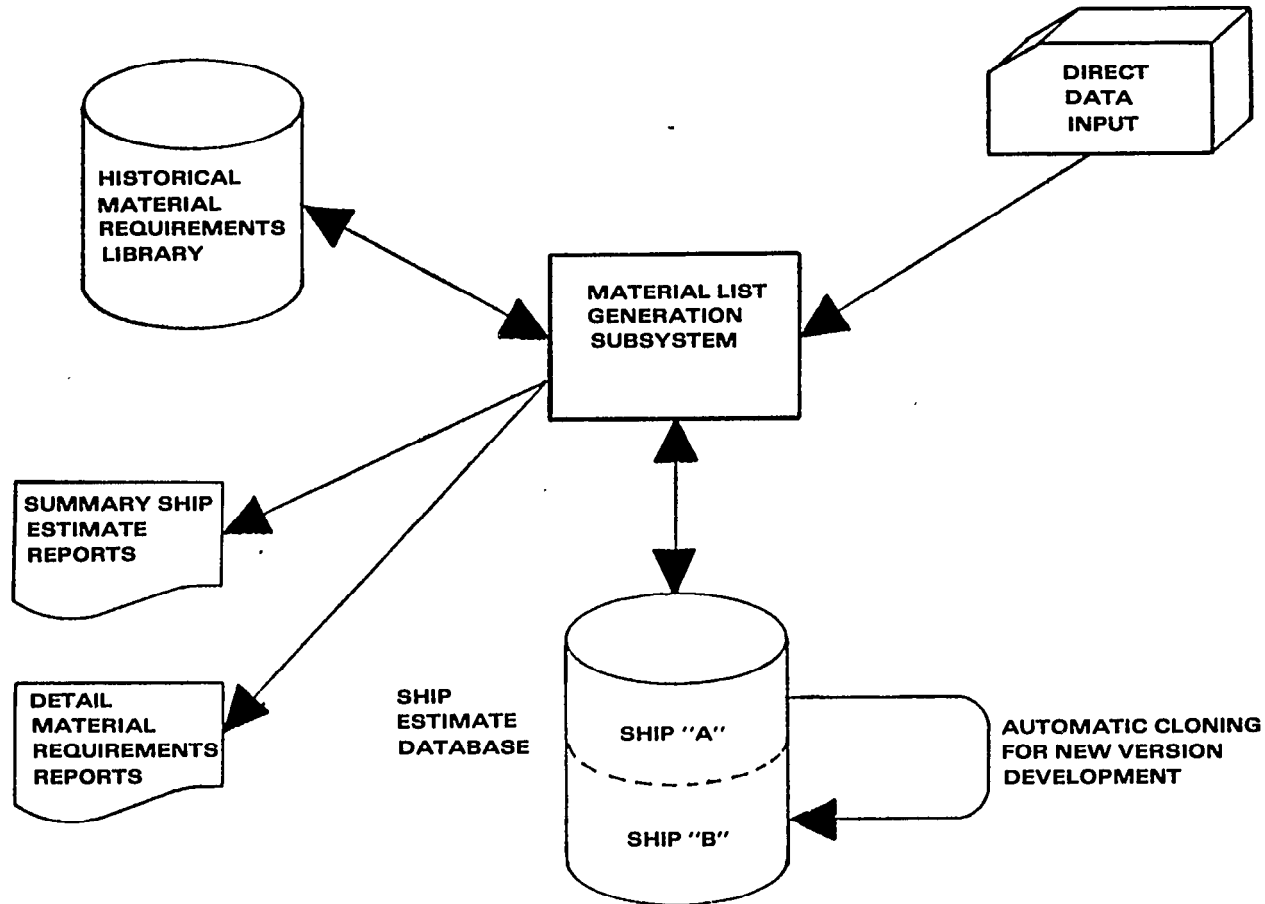 DIRECT
DATA
INPUT
HISTORICAL
MATERIAL
REQUIREMENTS
LIBRARY
MATERIAL LIST
GENERATION
SUBSYSTEM
SUMMARY SHIP
ESTIMATE
REPORTS
DETAIL
MATERIAL
REQUIREMENTS
REPORTS
SHIP
ESTIMATE
DATABASE
SHIP "A"
SHIP "B"
AUTOMATIC CLONING
FOR NEW VERSION
DEVELOPMENT